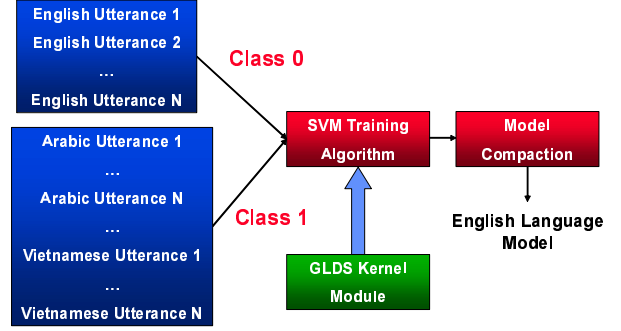 English Utterance 1
English Utterance 2
...
English Utterance N
Class 0
Arabic Utterance 1
...
Arabic Utterance N
...
Vietnamese Utterance 1
...
Vietnamese Utterance N
Class 1
SVM Training
Algorithm
Model
Compaction
English Language
Model
GLDS Kernel
Module